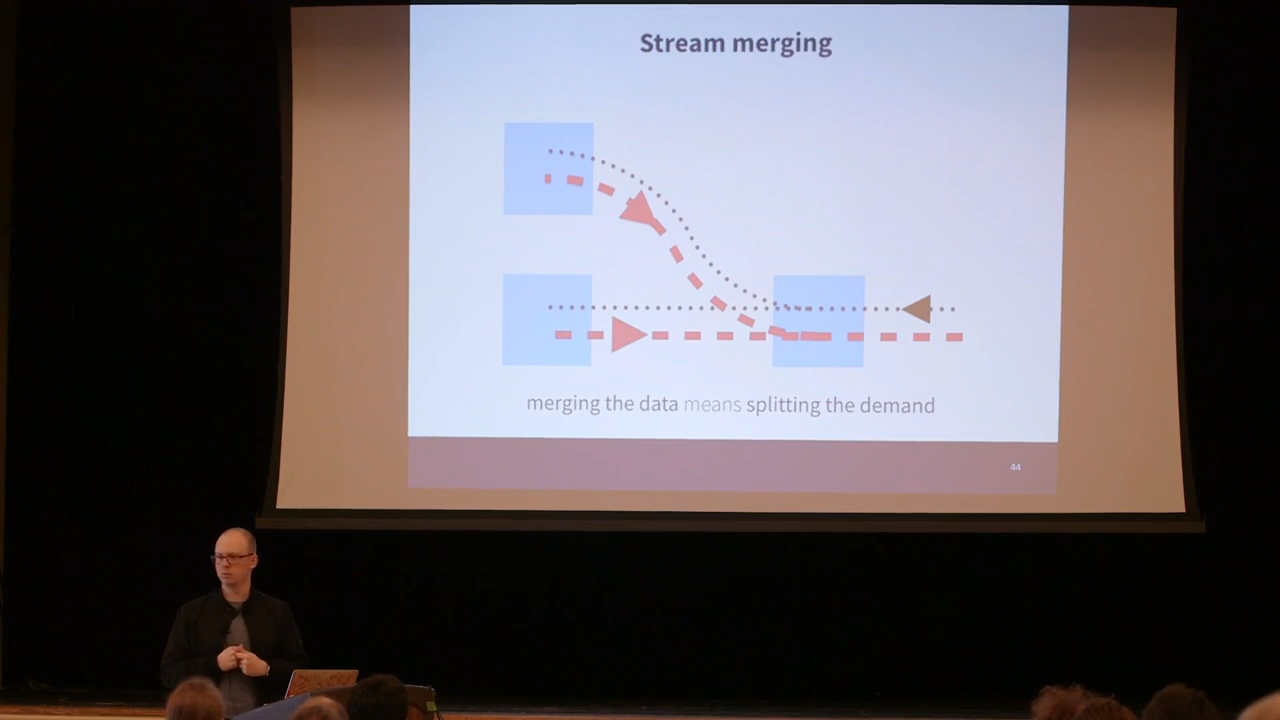 Stream merging
merging the data means splitting the demand
44